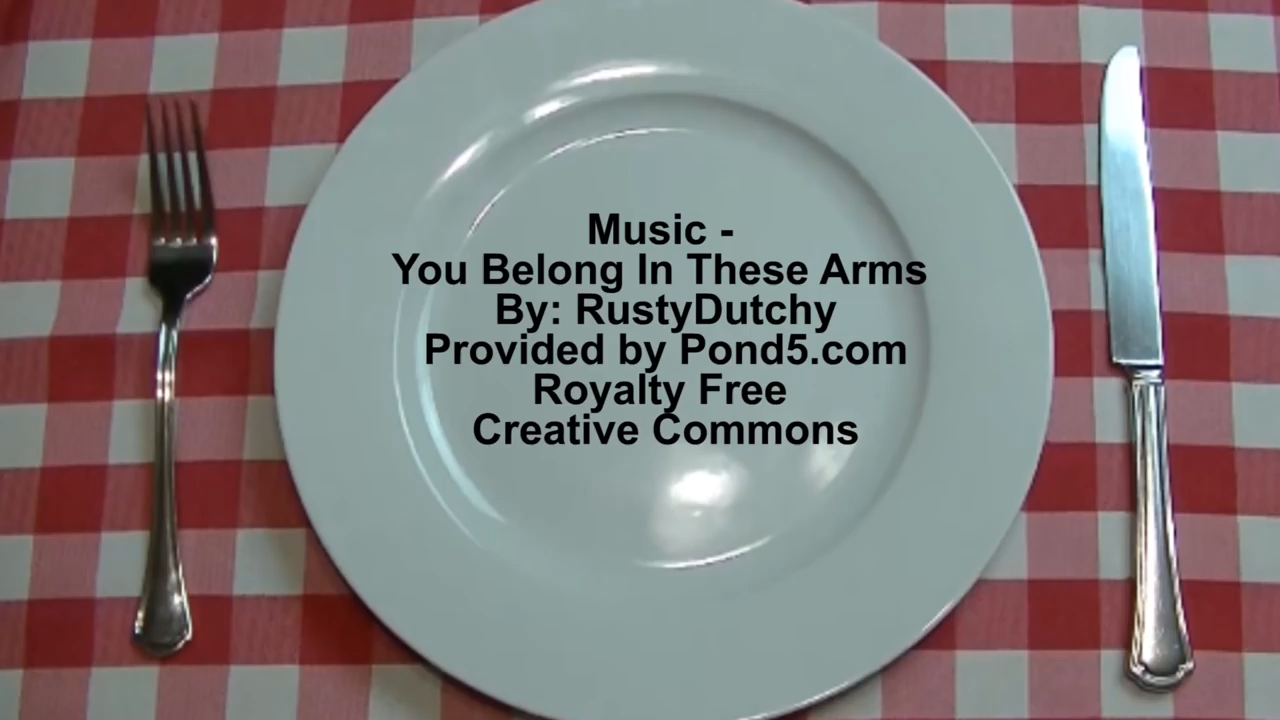 Music -
You Belong In These Arms
By: RustyDutchy
Provided by Pond5.com
Royalty Free
Creative Commons